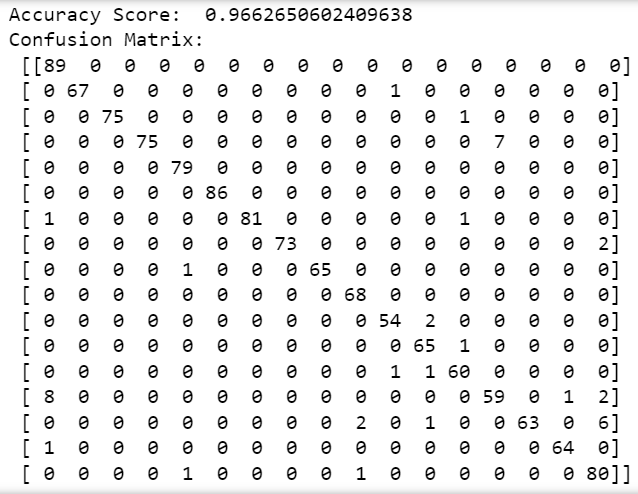 Accuracy Score:  0.9662650602409638
Confusion Matrix:
[[89  0  0  0  0  0  0  0  0  0  0  0  0  0  0  0  0]
[ 0 67  0  0  0  0  0  0  0  0  1  0  0  0  0  0  0]
[ 0  0 75  0  0  0  0  0  0  0  0  0  1  0  0  0  0]
[ 0  0  0 75  0  0  0  0  0  0  0  0  0  7  0  0  0]
[ 0  0  0  0 79  0  0  0  0  0  0  0  0  0  0  0  0]
[ 0  0  0  0  0 86  0  0  0  0  0  0  0  0  0  0  0]
[ 1  0  0  0  0  0 81  0  0  0  0  0  1  0  0  0  0]
[ 0  0  0  0  0  0  0 73  0  0  0  0  0  0  0  0  2]
[ 0  0  0  0  1  0  0  0 65  0  0  0  0  0  0  0  0]
[ 0  0  0  0  0  0  0  0  0 68  0  0  0  0  0  0  0]
[ 0  0  0  0  0  0  0  0  0  0 54  2  0  0  0  0  0]
[ 0  0  0  0  0  0  0  0  0  0  0 65  1  0  0  0  0]
[ 0  0  0  0  0  0  0  0  0  0  1  1 60  0  0  0  0]
[ 8  0  0  0  0  0  0  0  0  0  0  0  0 59  0  1  2]
[ 0  0  0  0  0  0  0  0  0  2  0  1  0  0 63  0  6]
[ 1  0  0  0  0  0  0  0  0  0  0  0  0  0  0 64  0]
[ 0  0  0  0  1  0  0  0  0  1  0  0  0  0  0  0 80]]